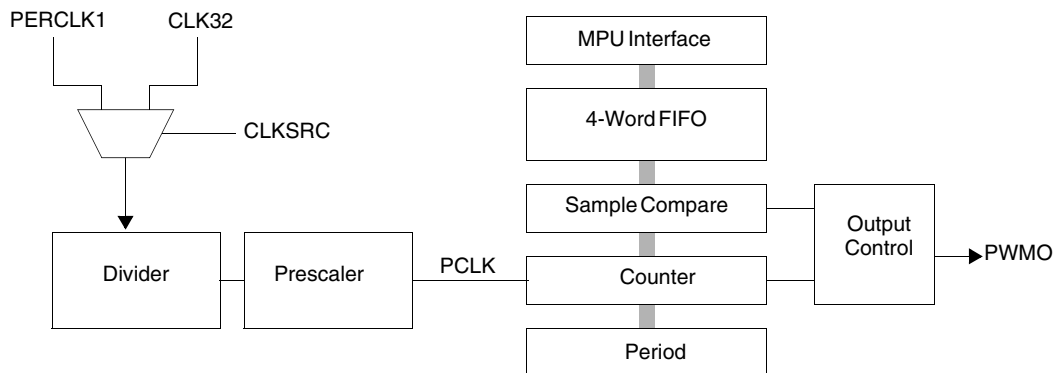 PERCLK1
CLK32
CLKSRC
Divider
Prescaler
PCLK
MPU Interface
4-Word FIFO
Sample Compare
Counter
Period
Output
Control
PWMO